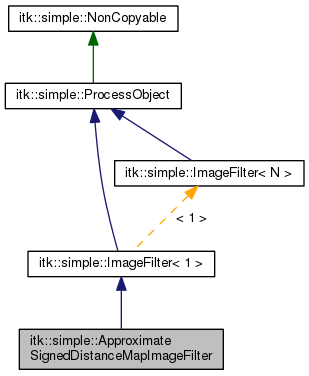 itk::simple::NonCopyable
itk::simple::ProcessObject
itk::simple::ImageFilter< N >
< 1 >
itk::simple::ImageFilter< 1 >
itk::simple::Approximate
SignedDistanceMapImageFilter